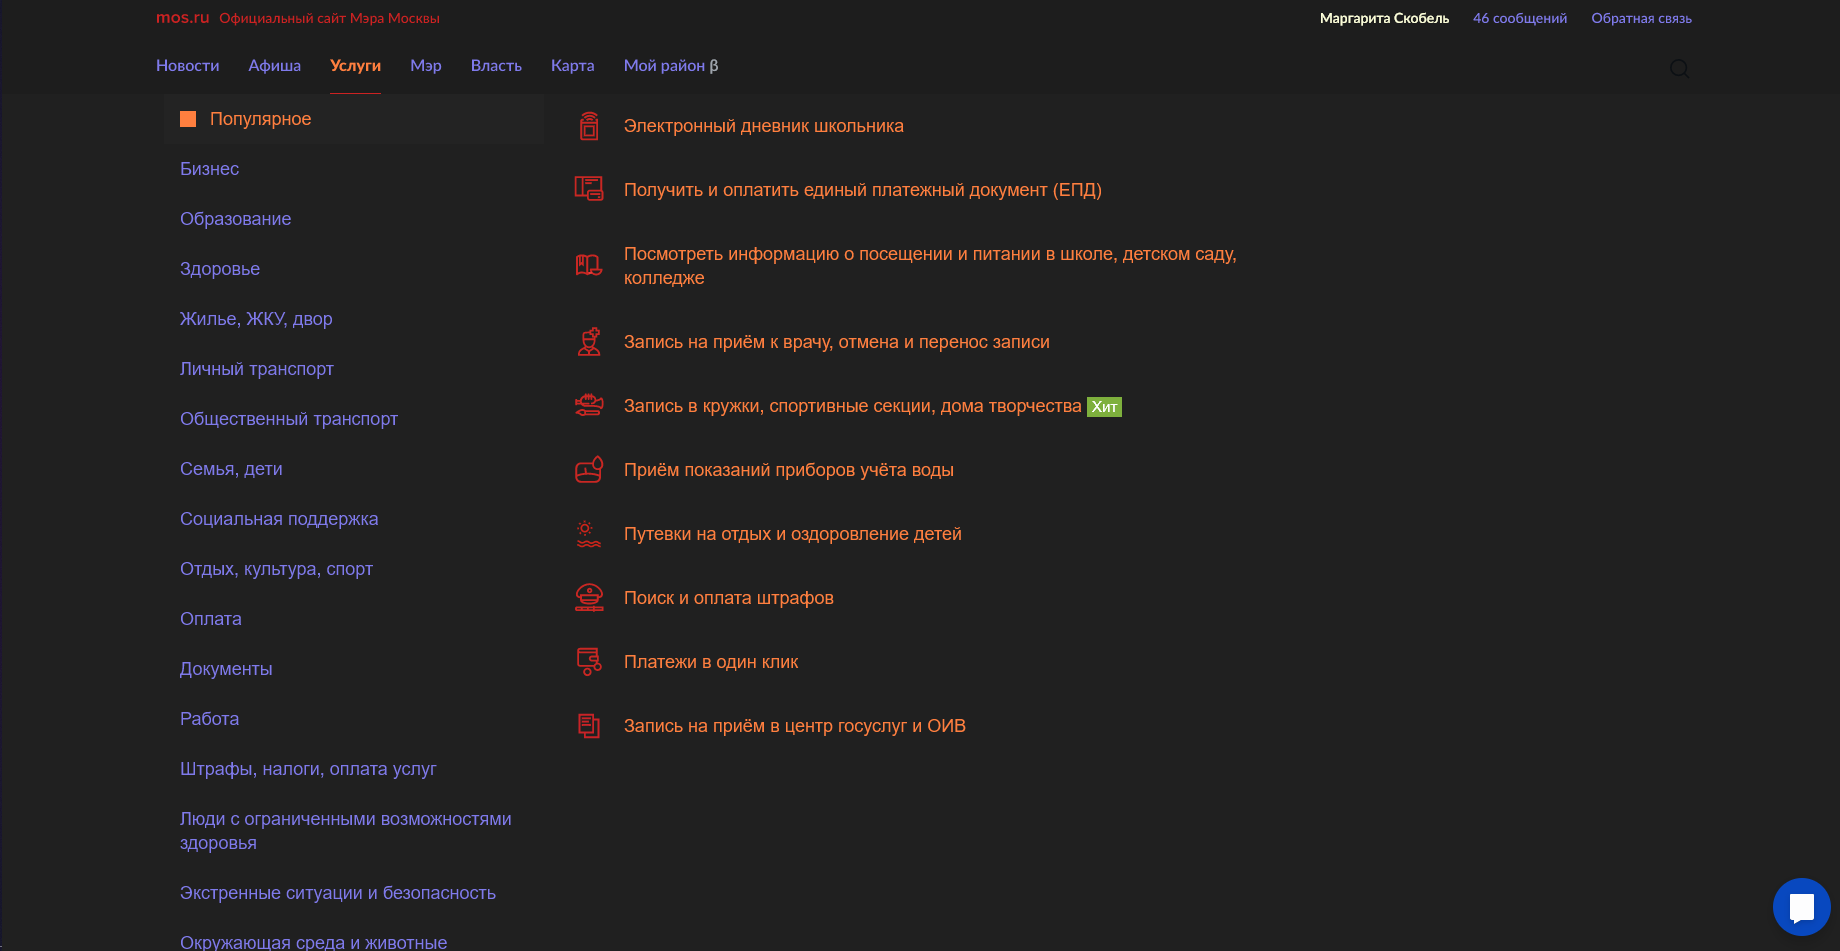 mos.ru Официальный сайт Мэра Москвы
Маргарита Скобель 46 сообщений Обратная связь
Новости Афиша Услуги Мэр Власть Карта Мой район β
Популярное
Бизнес
Образование
Здоровье
Жилье, ЖКУ, двор
Личный транспорт
Общественный транспорт
Семья, дети
Социальная поддержка
Отдых, культура, спорт
Оплата
Документы
Работа
Штрафы, налоги, оплата услуг
Люди с ограниченными возможностями
здоровья
Экстренные ситуации и безопасность
Окружающая среда и животные
Электронный дневник школьника
Получить и оплатить единый платежный документ (ЕПД)
Посмотреть информацию о посещении и питании в школе, детском саду,
колледже
Запись на приём к врачу, отмена и перенос записи
Запись в кружки, спортивные секции, дома творчества Хит
Приём показаний приборов учёта воды
Путевки на отдых и оздоровление детей
Поиск и оплата штрафов
Платежи в один клик
Запись на приём в центр госуслуг и ОИВ